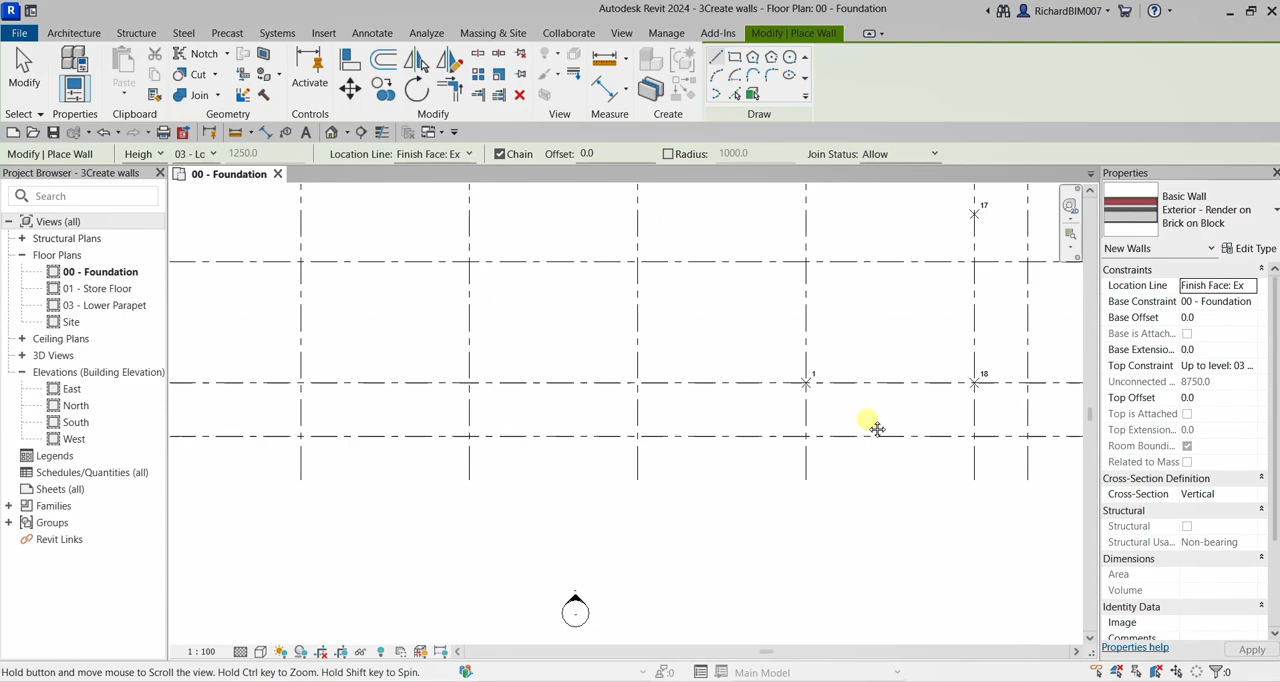 Autodesk Revit 2024 - 3Create walls - Floor Plan: 00 - Foundation
RichardBIM007
File Architecture Structure Steel Precast Systems Insert Annotate Analyze Massing & Site Collaborate View Manage Add-Ins Modify | Place Wall
Modify Paste Notch Cut Join Activate
Select Properties Clipboard Geometry Controls Modify View Measure Create Draw
Modify | Place Wall Heigh 03 - Lc 1250.0 Location Line: Finish Face: Ex Chain Offset: 0.0 Radius: 1000.0 Join Status: Allow
Project Browser - 3Create walls
00 - Foundation
Search
Views (all)
Structural Plans
Floor Plans
00 - Foundation
01 - Store Floor
03 - Lower Parapet
Site
Ceiling Plans
3D Views
Elevations (Building Elevation)
East
North
South
West
Legends
Schedules/Quantities (all)
Sheets (all)
Families
Groups
Revit Links
17
1
18
2D
Properties
Basic Wall
Exterior - Render on
Brick on Block
New Walls Edit Type
Constraints
Location Line Finish Face: Ex
Base Constraint 00 - Foundation
Base Offset 0.0
Base is Attach...
Base Extensio... 0.0
Top Constraint Up to level: 03 ...
Unconnected ... 8750.0
Top Offset 0.0
Top is Attached
Top Extension... 0.0
Room Boundi...
Related to Mass
Cross-Section Definition
Cross-Section Vertical
Structural
Structural
Structural Usa... Non-bearing
Dimensions
Area
Volume
Identity Data
Image
Comments
Properties help Apply
1 : 100
Hold button and move mouse to Scroll the view. Hold Ctrl key to Zoom. Hold Shift key to Spin.
:0 Main Model :0